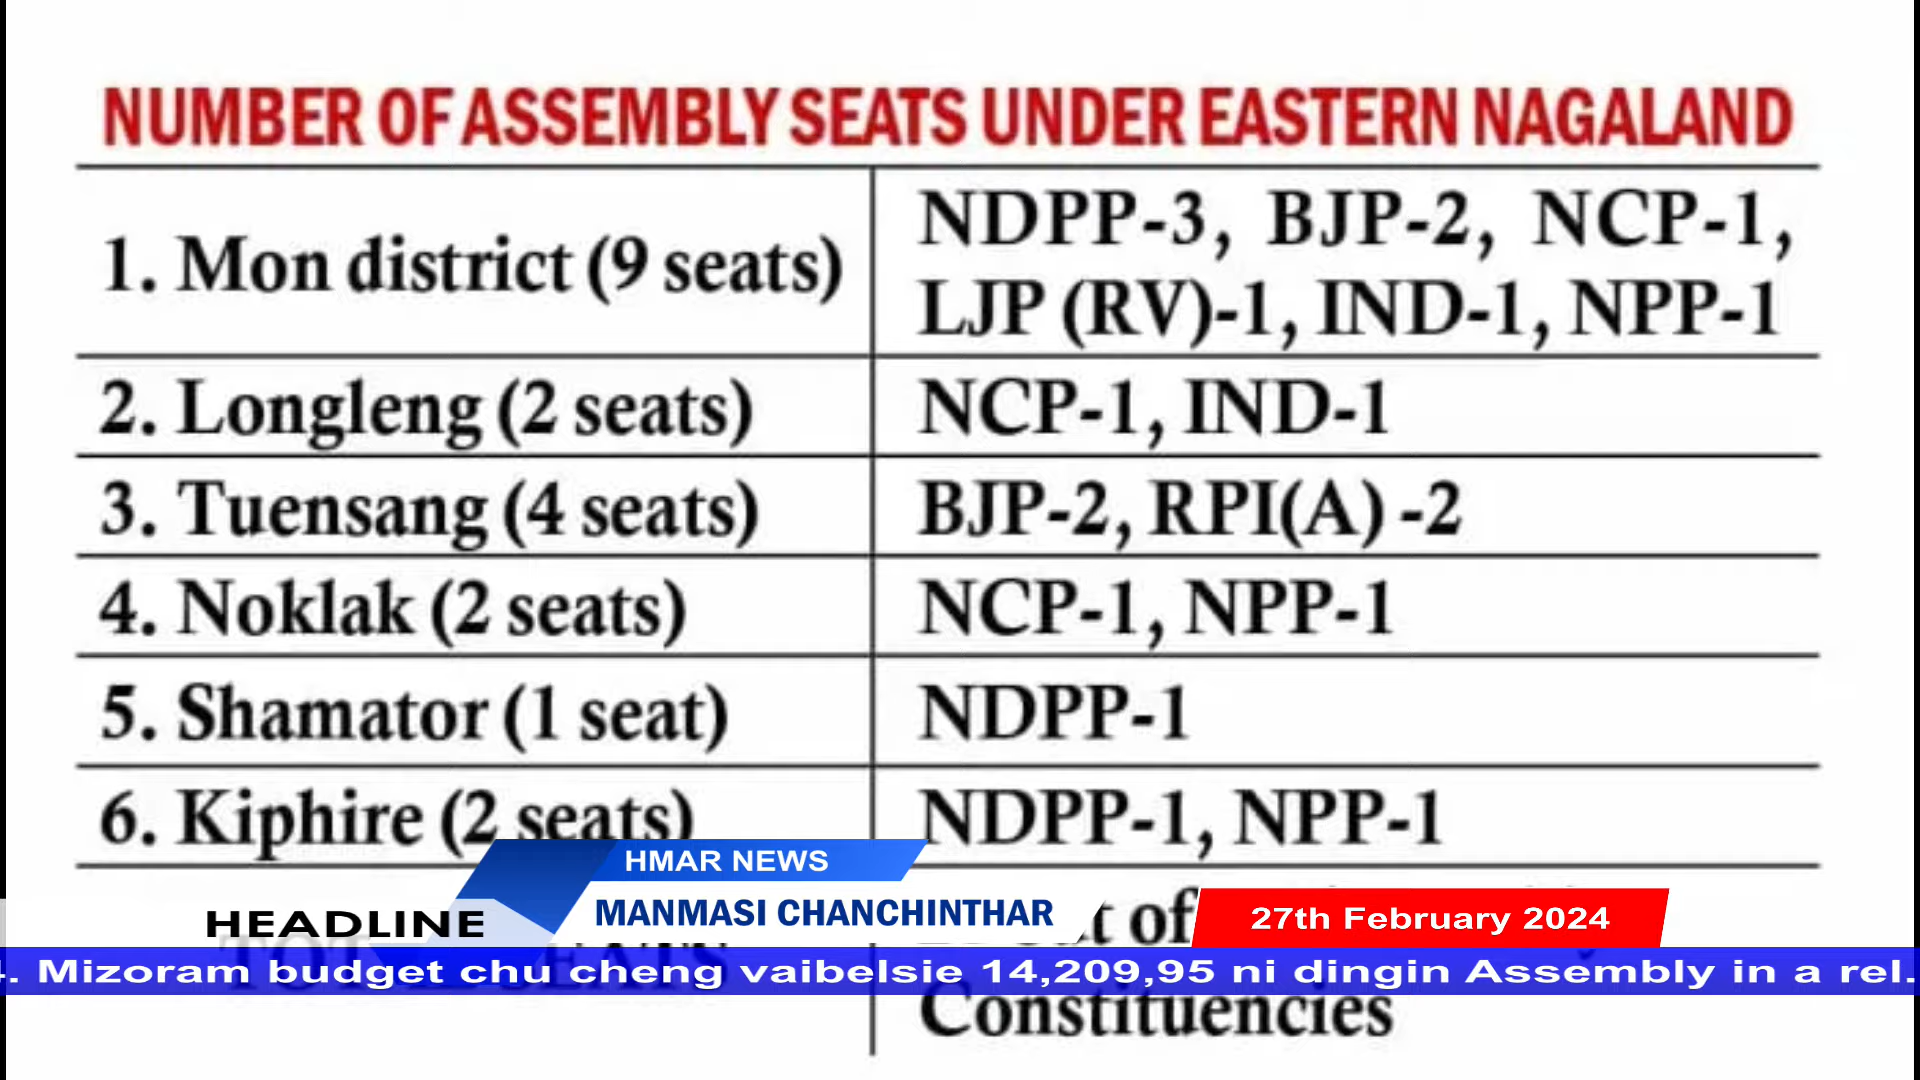 NUMBER OF ASSEMBLY SEATS UNDER EASTERN NAGALAND
1. Mon district (9 seats)
NDPP-3, BJP-2, NCP-1,
LJP (RV)-1, IND-1, NPP-1
2. Longleng (2 seats)
NCP-1, IND-1
3. Tuensang (4 seats)
BJP-2, RPI(A) -2
4. Noklak (2 seats)
NCP-1, NPP-1
5. Shamator (1 seat)
NDPP-1
6. Kiphire (2 seats)
NDPP-1, NPP-1
of
Constituencies
HMAR NEWS
MANMASI CHANCHINTHAR
HEADLINE
27th February 2024
. Mizoram budget chu cheng vaibelsie 14,209,95 ni dingin Assembly in a rel.